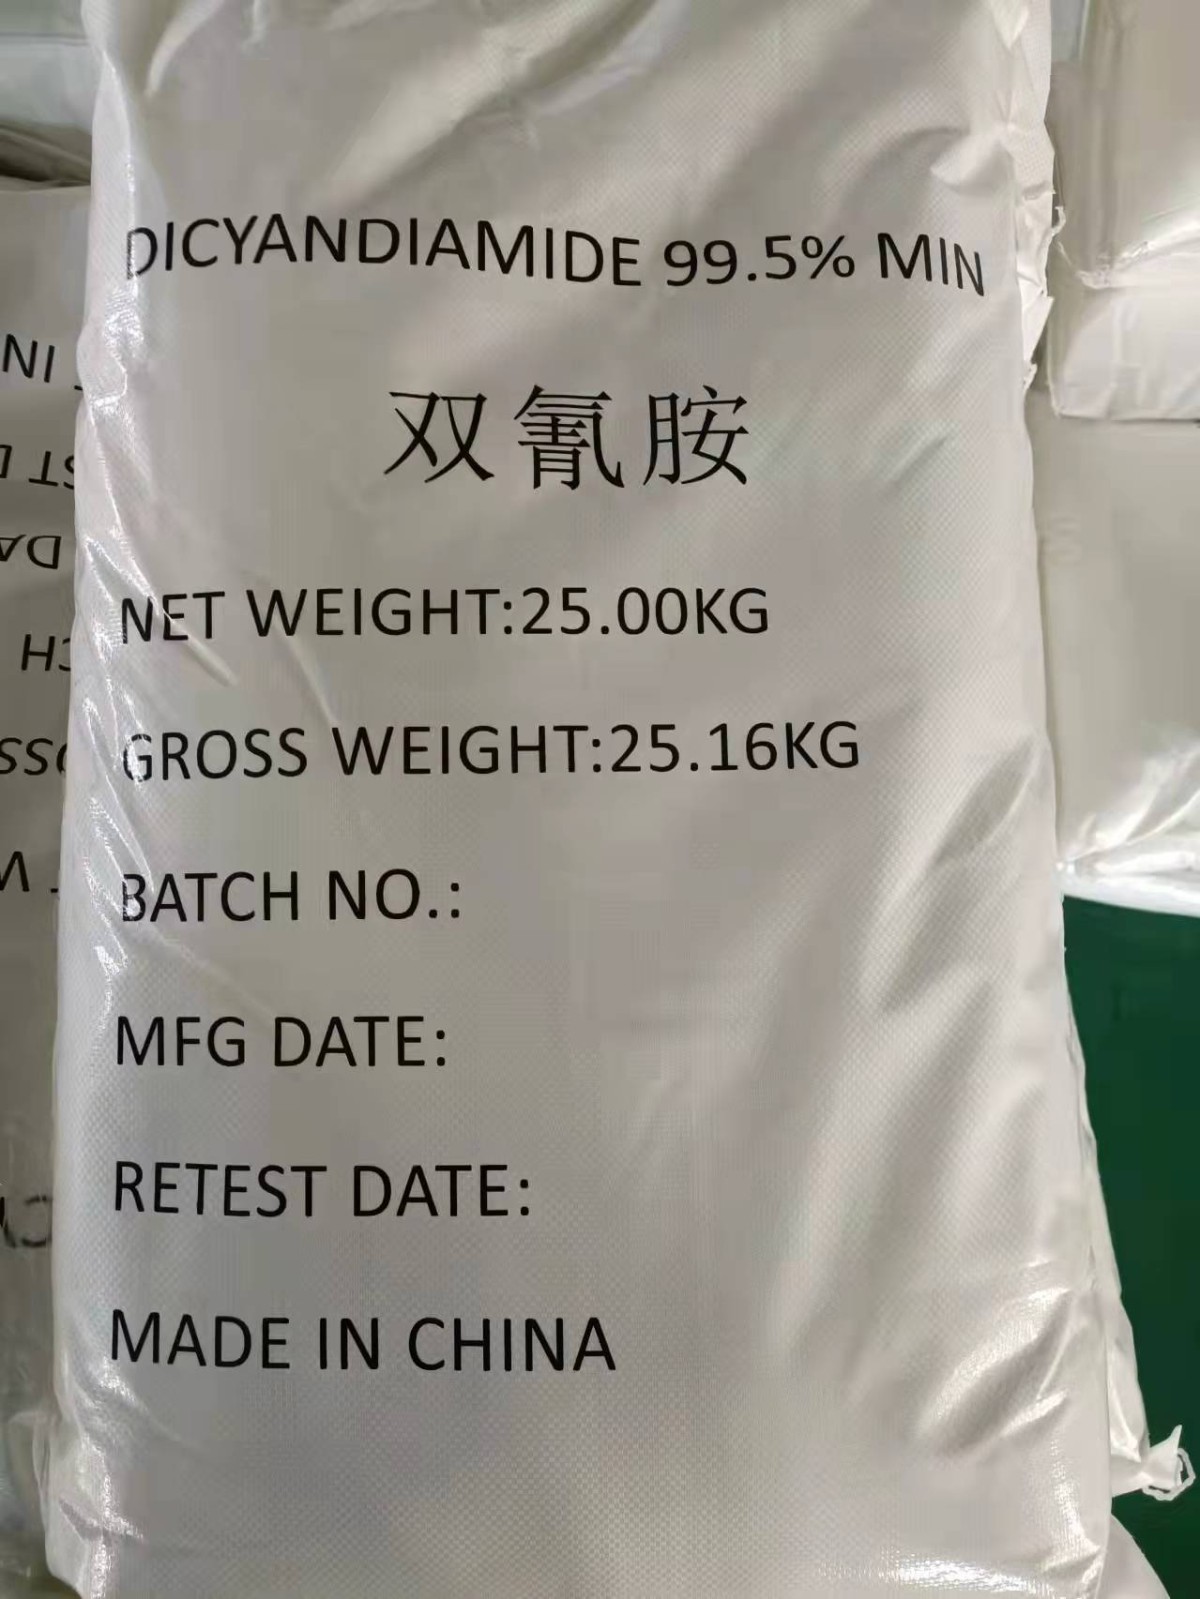 DICYANDIAMIDE 99.5% MIN
双氰胺
NET WEIGHT:25.00KG
GROSS WEIGHT:25.16KG
BATCH NO.:
MFG DATE:
RETEST DATE:
MADE IN CHINA